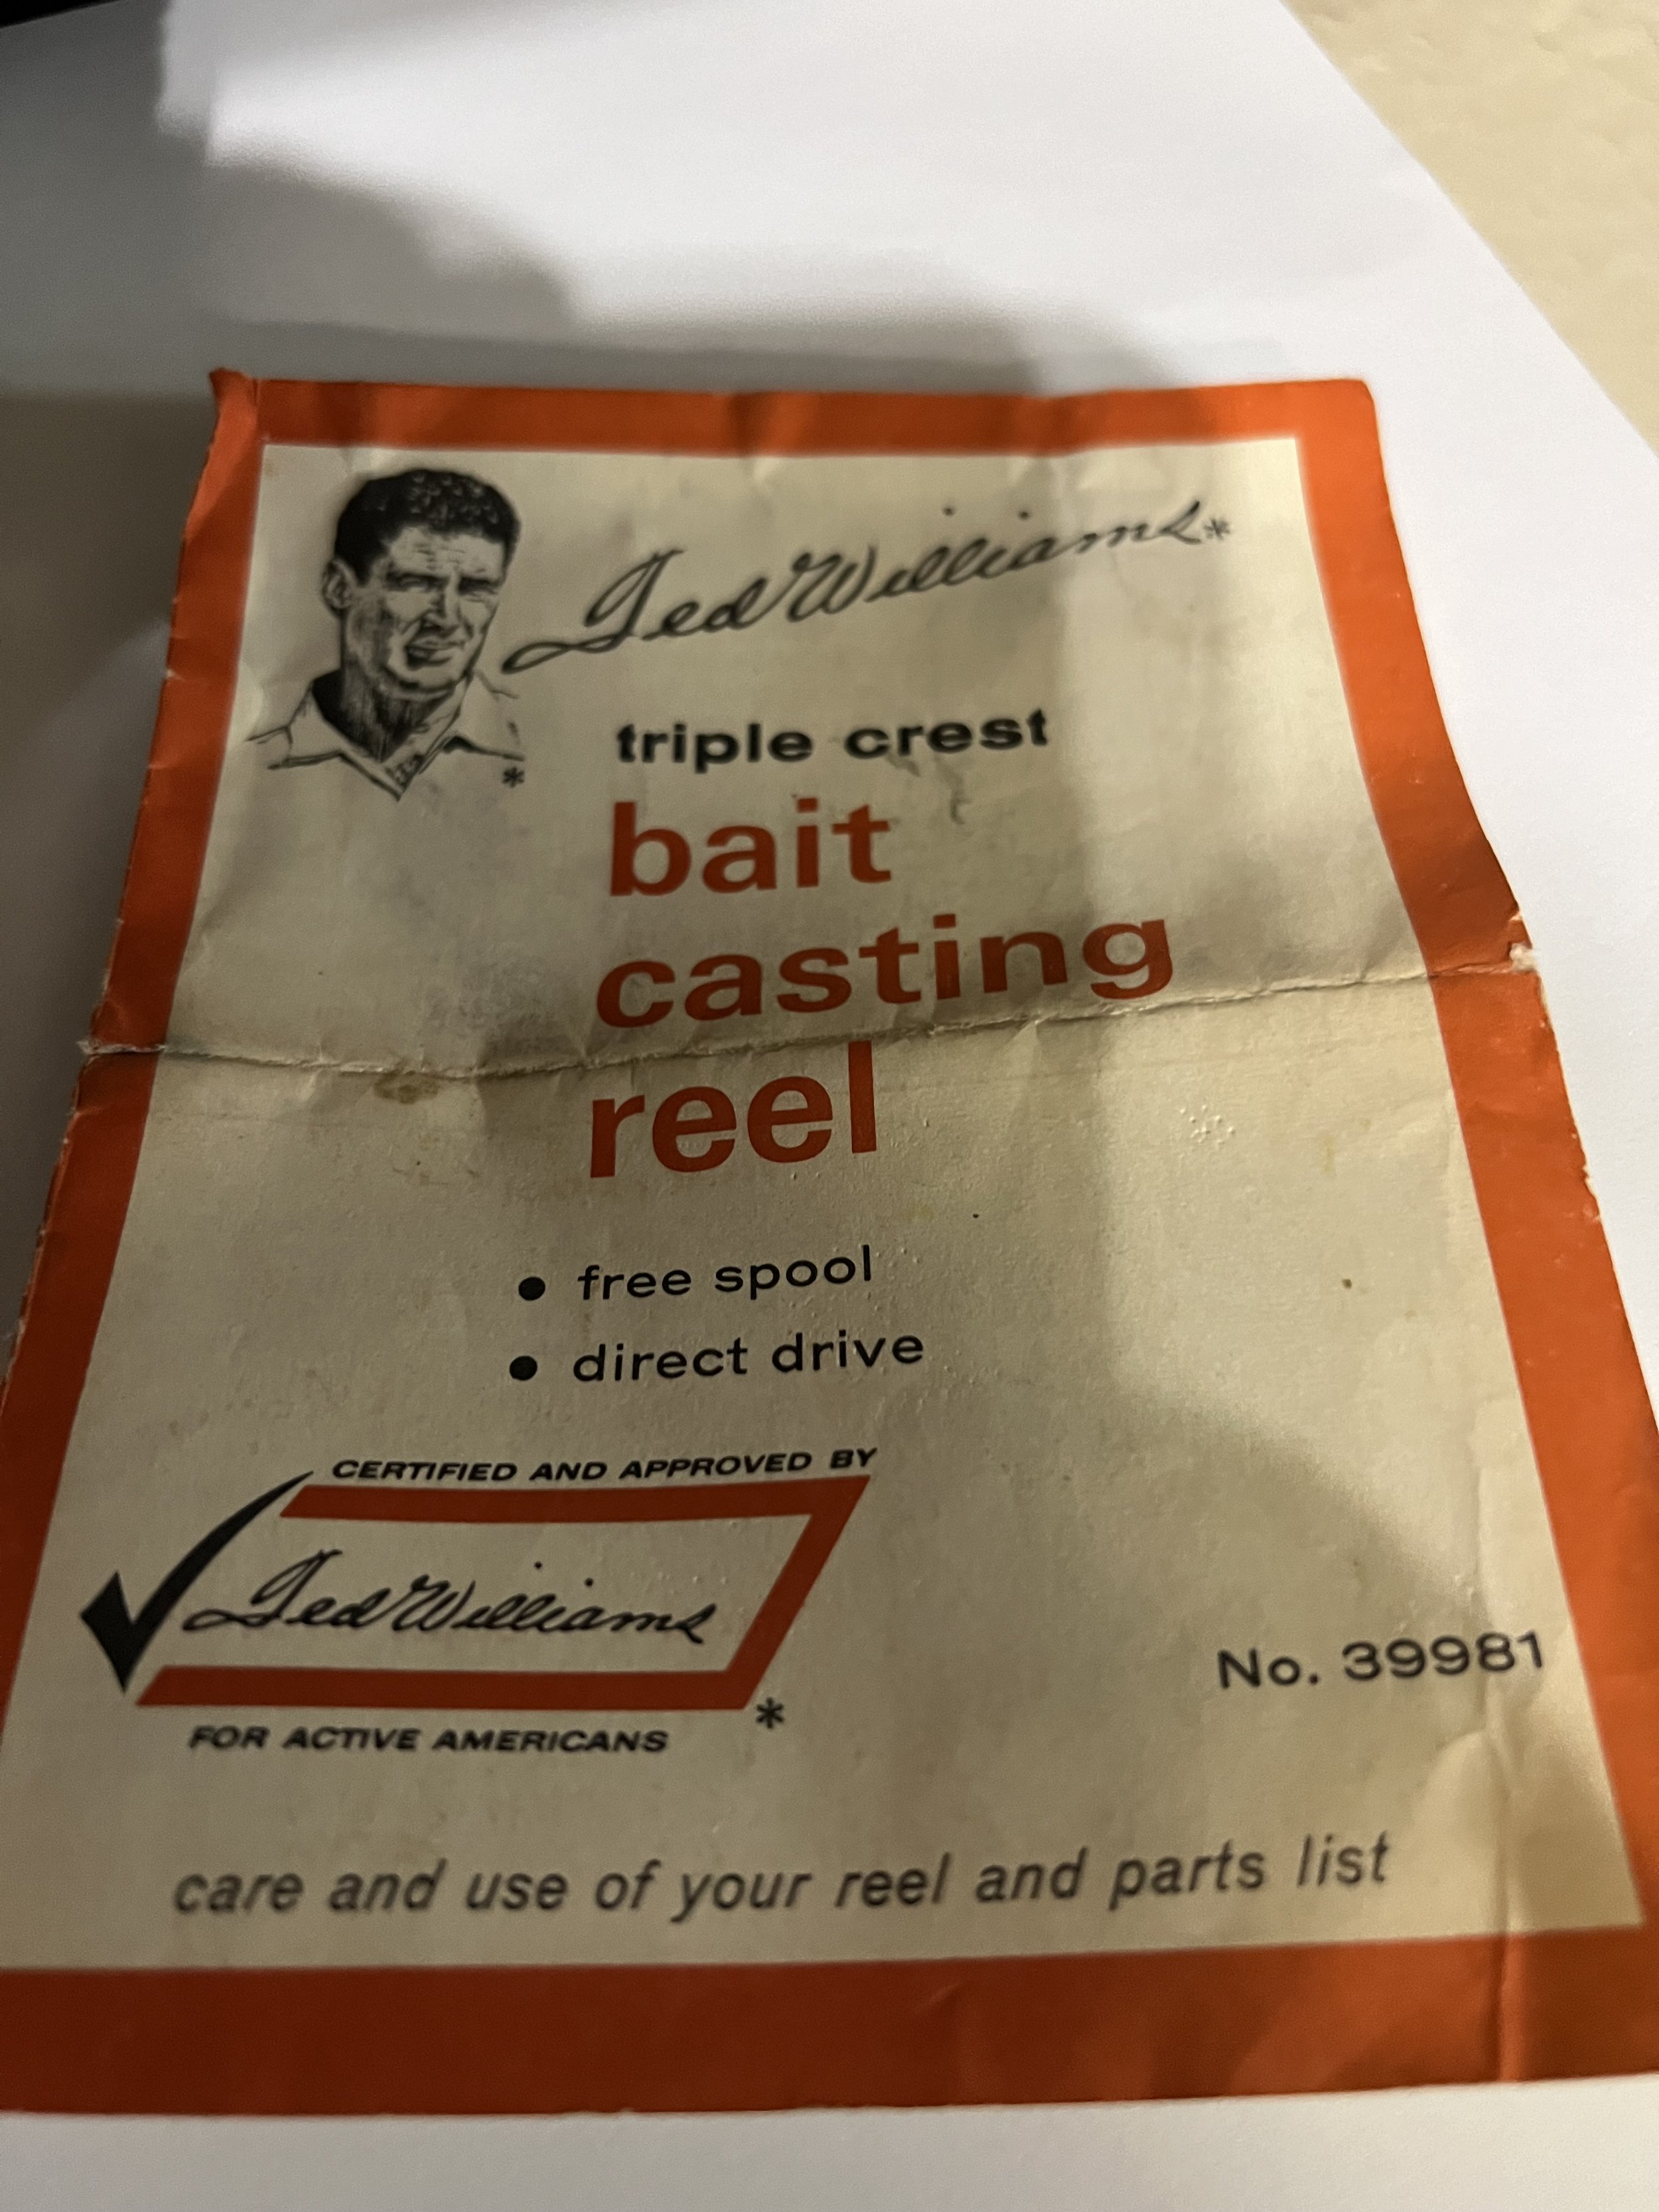 Ted Williams*
*
triple crest
bait
casting
reel
• free spool
• direct drive
CERTIFIED AND APPROVED BY
Ted Williams
*
FOR ACTIVE AMERICANS
No. 39981
care and use of your reel and parts list